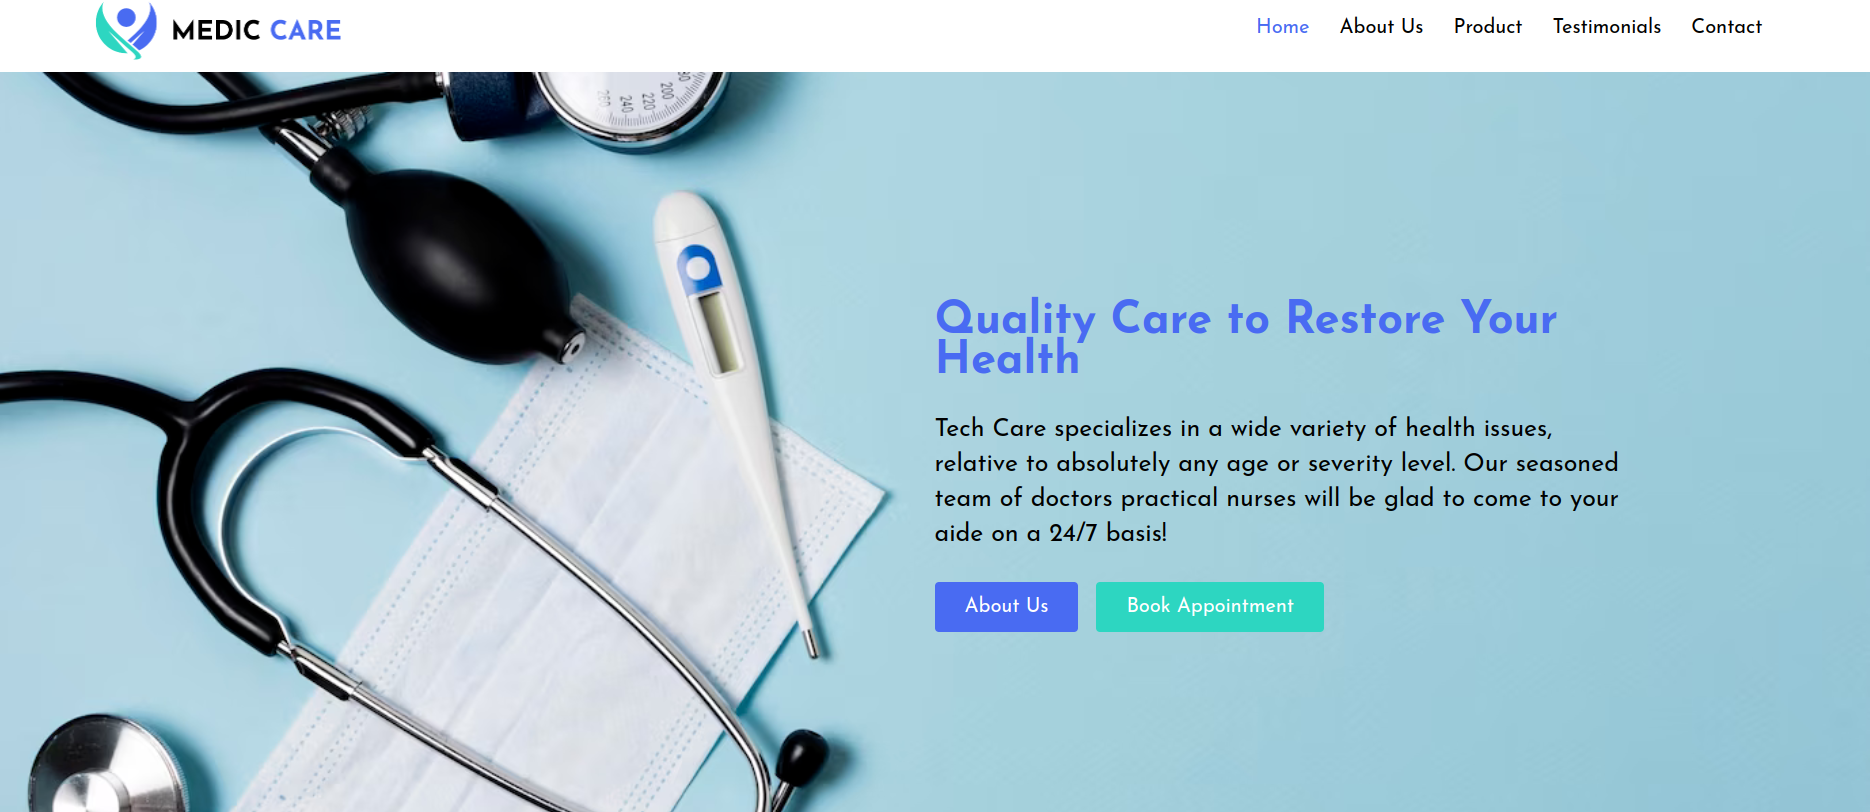 MEDIC CARE
Home About Us Product Testimonials Contact
260 240 220 200
Quality Care to Restore Your
Health
Tech Care specializes in a wide variety of health issues,
relative to absolutely any age or severity level. Our seasoned
team of doctors practical nurses will be glad to come to your
aide on a 24/7 basis!
About Us Book Appointment